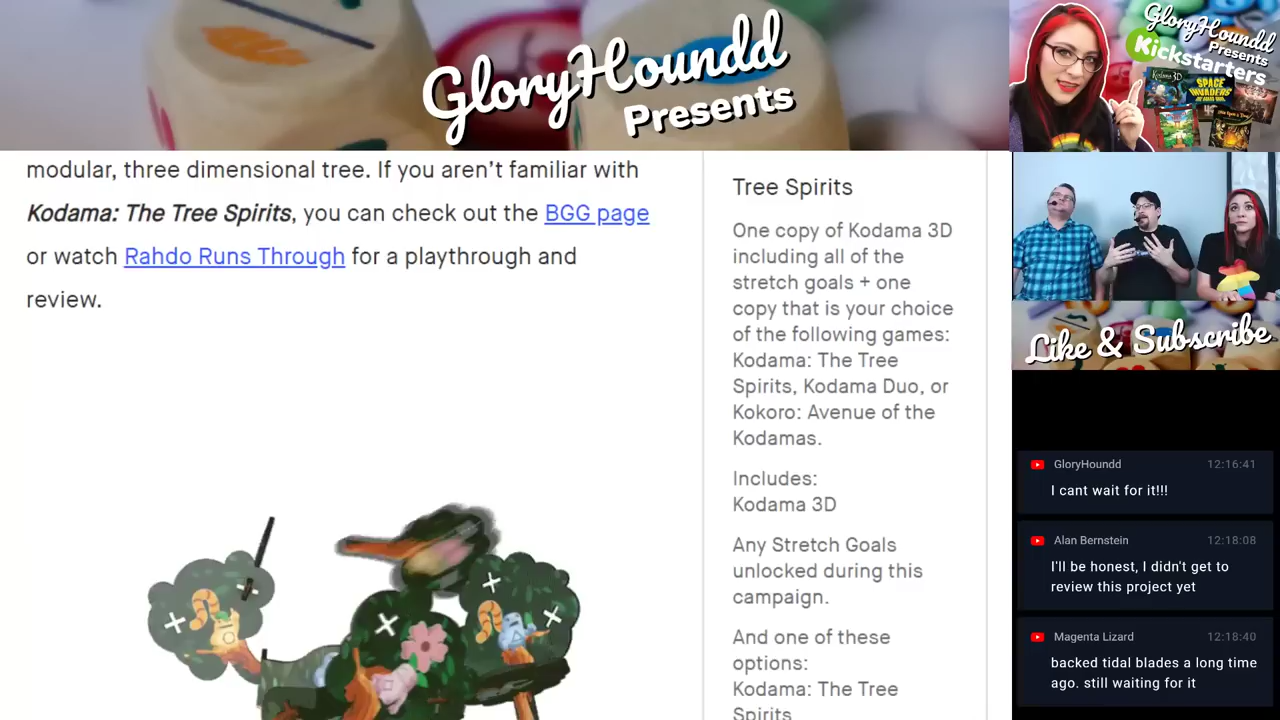 GloryHoundd
Presents
GloryHoundd
Presents
Kickstarters
Kodama 3D
SPACE
INVADERS
modular, three dimensional tree. If you aren’t familiar with
Kodama: The Tree Spirits, you can check out the BGG page
or watch Rahdo Runs Through for a playthrough and
review.
Tree Spirits
One copy of Kodama 3D
including all of the
stretch goals + one
copy that is your choice
of the following games:
Kodama: The Tree
Spirits, Kodama Duo, or
Kokoro: Avenue of the
Kodamas.
Includes:
Kodama 3D
Any Stretch Goals
unlocked during this
campaign.
And one of these
options:
Kodama: The Tree
Spirits
Like & Subscribe
GloryHoundd 12:16:41
I cant wait for it!!!
Alan Bernstein 12:18:08
I'll be honest, I didn't get to
review this project yet
Magenta Lizard 12:18:40
backed tidal blades a long time
ago. still waiting for it